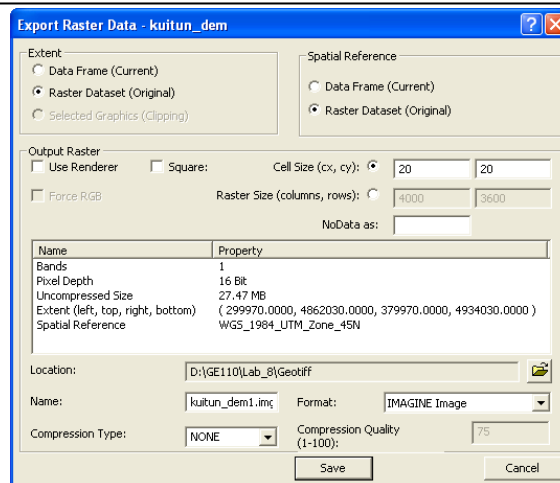 Export Raster Data - kuitun_dem
Extent
Data Frame (Current)
Raster Dataset (Original)
Selected Graphics (Clipping)
Spatial Reference
Data Frame (Current)
Raster Dataset (Original)
Output Raster
Use Renderer Square: Cell Size (cx, cy): 20 20
Force RGB Raster Size (columns, rows): 4000 3600
NoData as:
Name Property
Bands 1
Pixel Depth 16 Bit
Uncompressed Size 27.47 MB
Extent (left, top, right, bottom) ( 299970.0000, 4862030.0000, 379970.0000, 4934030.0000 )
Spatial Reference WGS_1984_UTM_Zone_45N
Location: D:\GE110\Lab_8\Geotiff
Name: kuitun_dem1.img Format: IMAGINE Image
Compression Type: NONE Compression Quality (1-100): 75
Save Cancel